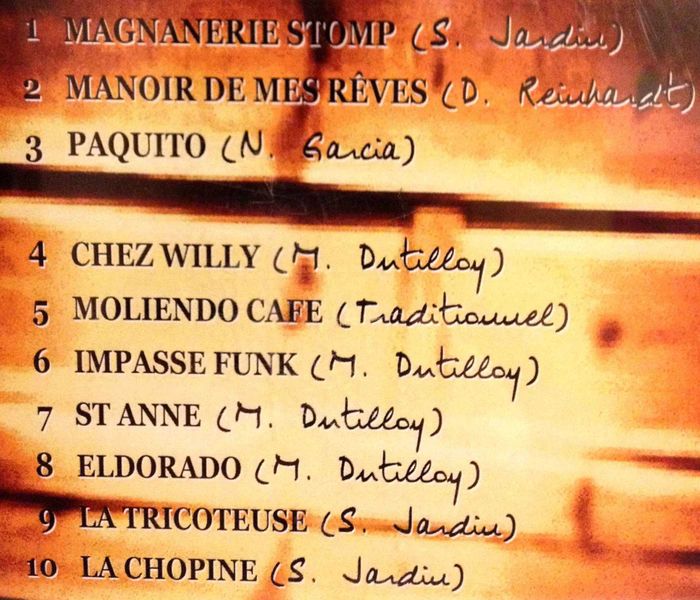 1 MAGNANERIE STOMP (S. Jardin)
2 MANOIR DE MES RÊVES (D. Reinhardt)
3 PAQUITO (N. Garcia)
4 CHEZ WILLY (M. Dutilloy)
5 MOLIENDO CAFE (Traditionnel)
6 IMPASSE FUNK (M. Dutilloy)
7 ST ANNE (M. Dutilloy)
8 ELDORADO (M. Dutilloy)
9 LA TRICOTEUSE (S. Jardin)
10 LA CHOPINE (S. Jardin)